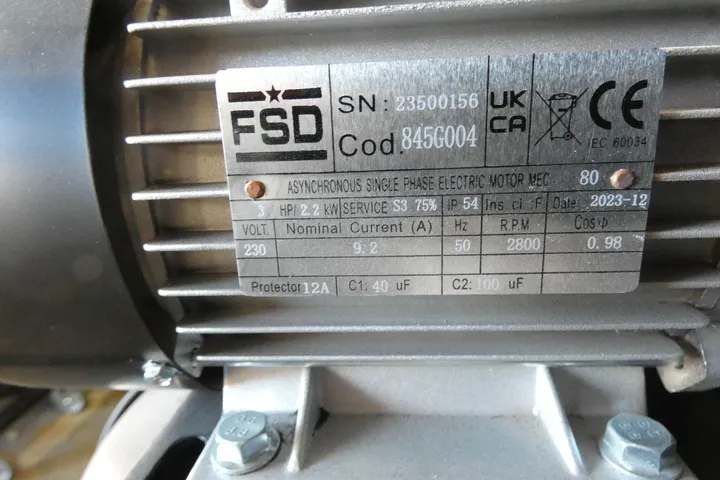 FSD
SN: 23500156
Cod. 845G004
UK
CA
CE
IEC 60034
ASYNCHRONOUS SINGLE PHASE ELECTRIC MOTOR MEC 80
3 HP/ 2.2 kW SERVICE S3 75% IP 54 Ins cl :F Date: 2023-12
VOLT. Nominal Current (A) Hz R.P.M Cosφ
230 9.2 50 2800 0.98
Protector 12A C1: 40 uF C2: 100 uF